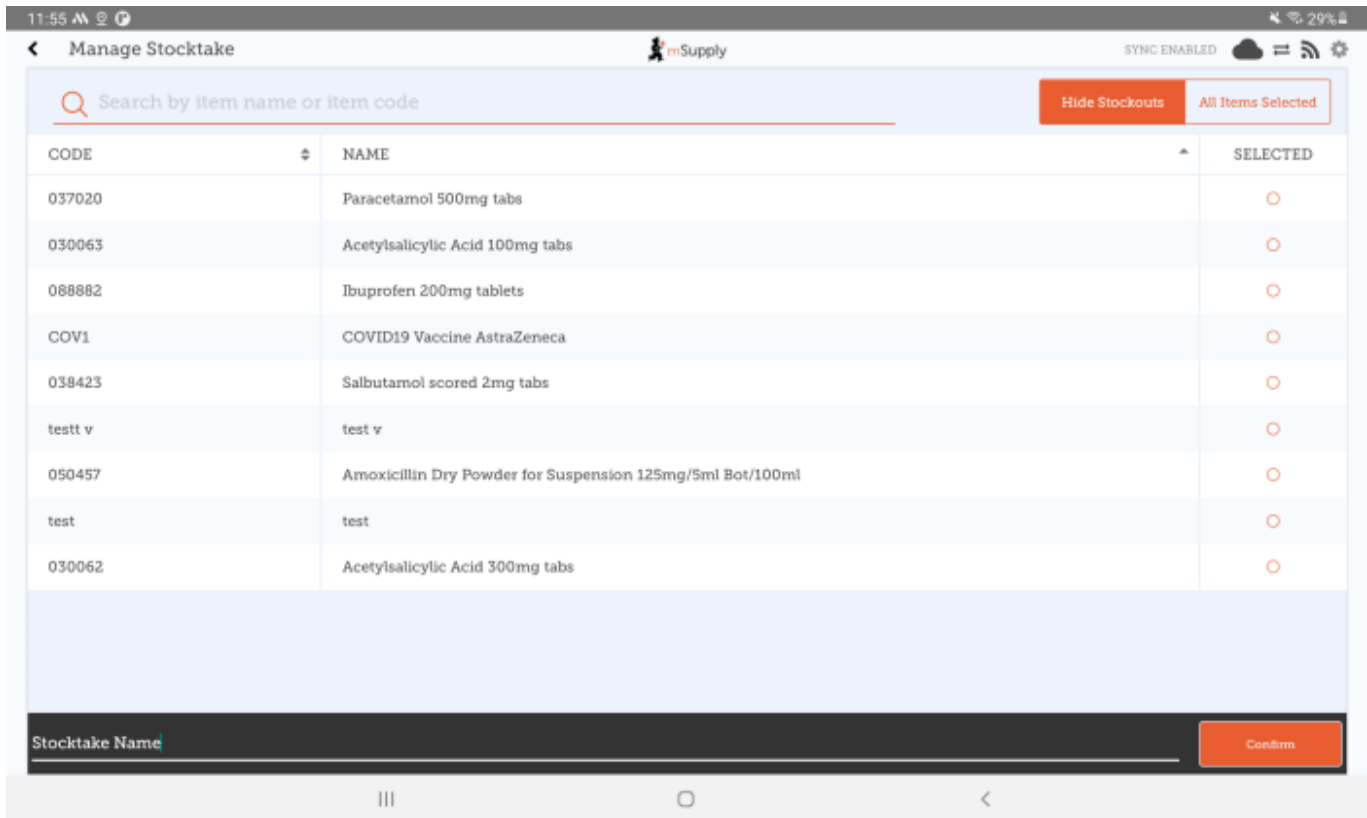 11:55 29%
Manage Stocktake mSupply SYNC ENABLED
Search by item name or item code Hide Stockouts All Items Selected
CODE NAME SELECTED
037020 Paracetamol 500mg tabs
030063 Acetylsalicylic Acid 100mg tabs
088882 Ibuprofen 200mg tablets
COV1 COVID19 Vaccine AstraZeneca
038423 Salbutamol scored 2mg tabs
testt v test v
050457 Amoxicillin Dry Powder for Suspension 125mg/5ml Bot/100ml
test test
030062 Acetylsalicylic Acid 300mg tabs
Stocktake Name Confirm